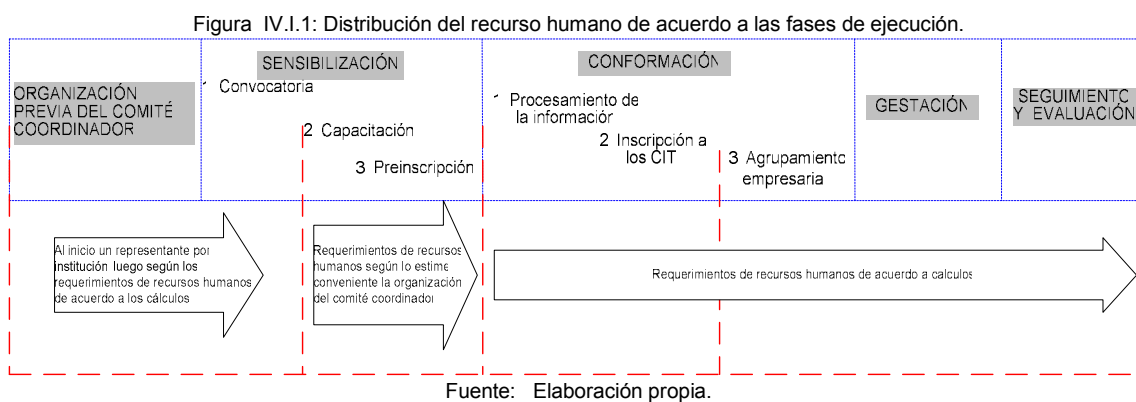 Figura IV.I.1: Distribución del recurso humano de acuerdo a las fases de ejecución.
ORGANIZACIÓN
PREVIA DEL COMITÉ
COORDINADOR
SENSIBILIZACIÓN
Convocatoria
2 Capacitación
3 Preinscripción
CONFORMACIÓN
Procesamiento de
la información
2 Inscripción a
los CIT
3 Agrupamiento
empresaria
GESTACIÓN
SEGUIMIENTO
Y EVALUACIÓN
Al inicio un representante por
institución luego según los
requerimientos de recursos humanos
de acuerdo a los cálculos
Requerimientos de recursos
humanos según lo estime
conveniente la organización
del comité coordinador
Requerimientos de recursos humanos de acuerdo a calculos
Fuente: Elaboración propia.